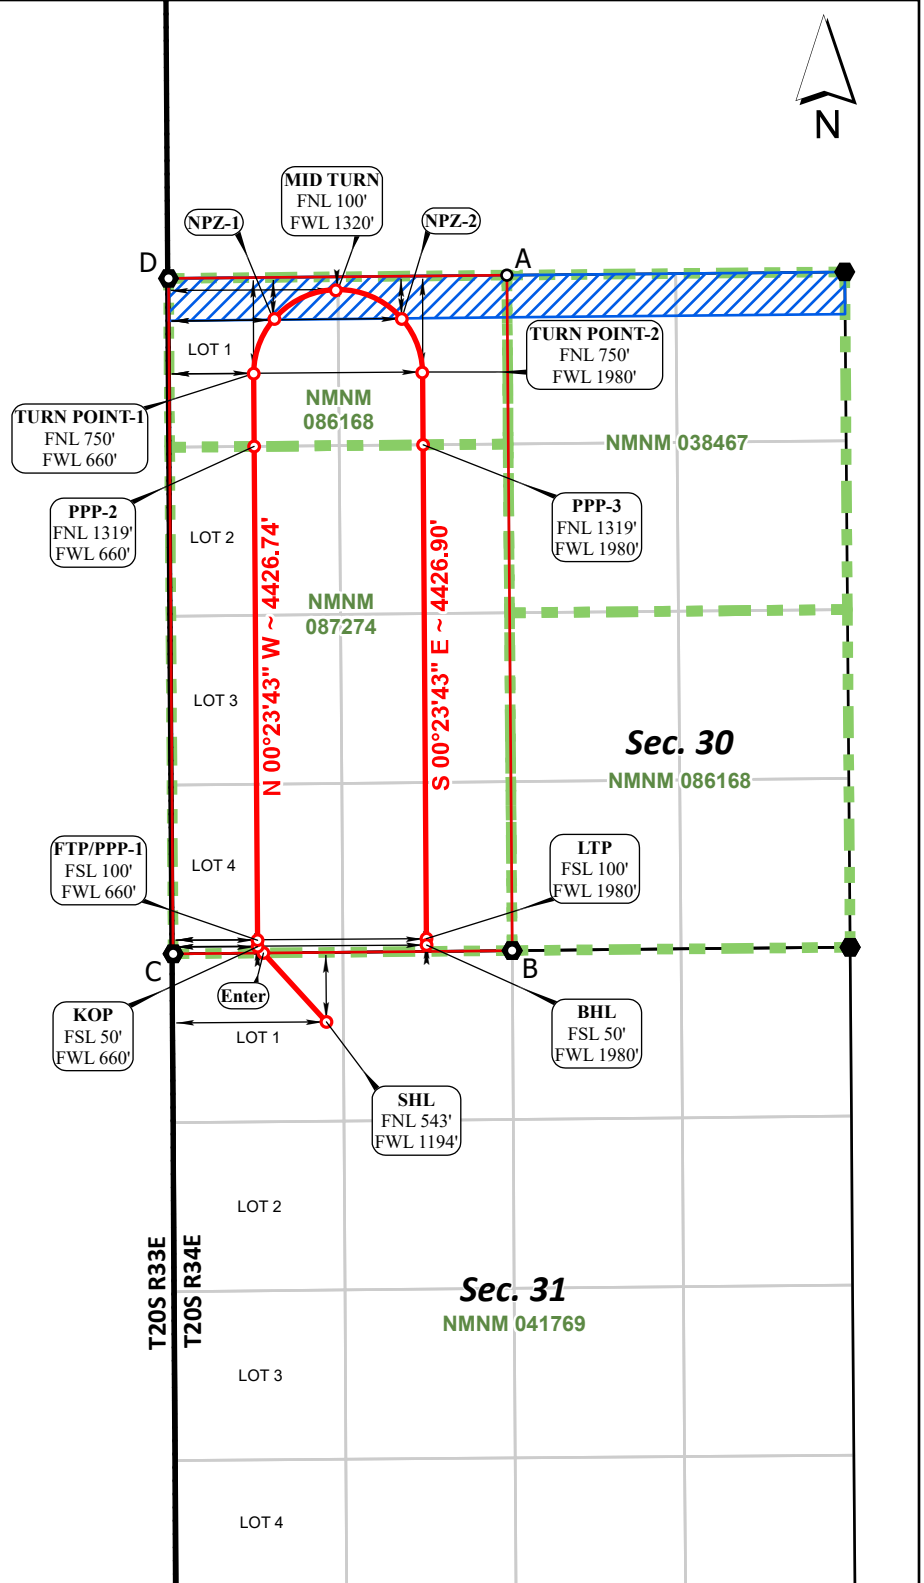 N
MID TURN
FNL 100'
FWL 1320'
NPZ-1
NPZ-2
D
A
LOT 1
TURN POINT-2
FNL 750'
FWL 1980'
NMNM
086168
TURN POINT-1
FNL 750'
FWL 660'
NMNM 038467
PPP-2
FNL 1319'
FWL 660'
PPP-3
FNL 1319'
FWL 1980'
LOT 2
N 00°23'43" W ~ 4426.74'
S 00°23'43" E ~ 4426.90'
NMNM
087274
LOT 3
Sec. 30
NMNM 086168
FTP/PPP-1
FSL 100'
FWL 660'
LOT 4
LTP
FSL 100'
FWL 1980'
C
B
Enter
KOP
FSL 50'
FWL 660'
BHL
FSL 50'
FWL 1980'
LOT 1
SHL
FNL 543'
FWL 1194'
LOT 2
T20S R33E
T20S R34E
Sec. 31
NMNM 041769
LOT 3
LOT 4